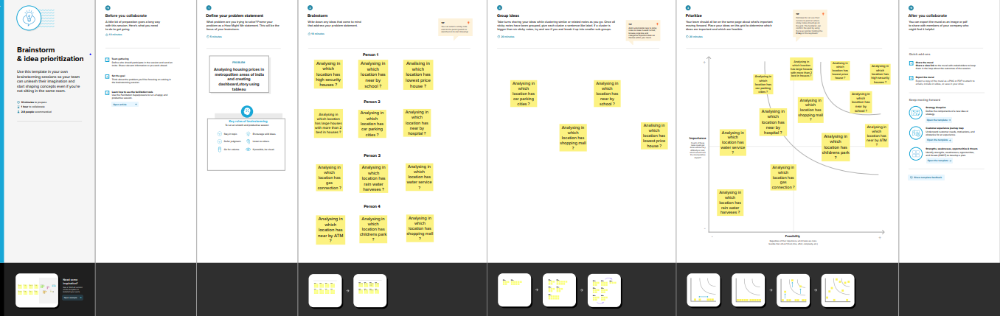 Brainstorm
& idea prioritization
Use this template in your own
brainstorming sessions so your team
can unleash their imagination and
start shaping concepts even if you're
not sitting in the same room.
10 minutes to prepare
1 hour to collaborate
2-8 people recommended
Need some
inspiration?
Before you collaborate
A little bit of preparation goes a long way
with this session. Here's what you need
to do to get going.
10 minutes
Team gathering
Set the goal
Learn how to use the facilitation tools
Open article
Define your problem statement
What problem are you trying to solve? Frame your
problem as a How Might We statement. This will be the
focus of your brainstorm.
5 minutes
PROBLEM
Analysing housing prices in
metropolitan areas of india
and creating
dashboard,story using
tableau
Key rules of brainstorming
To run an smooth and productive session
Stay in topic.
Encourage wild ideas.
Defer judgment.
Listen to others.
Go for volume.
If possible, be visual.
Brainstorm
Write down any ideas that come to mind
that address your problem statement.
10 minutes
Person 1
Analysing in
which
location has
high security
houses ?
Analysing in
which
location has
near by
school ?
Analising in
which
location has
lowest price
house ?
Person 2
Analysing in
which location
has large houses
with more than 2
bed in houses ?
Analysing in
which
location has
car parking
cities ?
Analysing in
which
location has
near by
hospital ?
Person 3
Analysing in
which
location has
gas
connection ?
Analysing in
which
location has
rain water
harveses ?
Analysing in
which
location has
water service
?
Person 4
Analysing in
which
location has
near by ATM
?
Analysing in
which
location has
childrens park
?
Analysing in
which
location has
shopping mall
?
Group ideas
Take turns sharing your ideas while clustering similar or related notes as you go. Once all
sticky notes have been grouped, give each cluster a sentence-like label. If a cluster is
bigger than six sticky notes, try and see if you and break it up into smaller sub-groups.
20 minutes
Analysing in
which
location has
car parking
cities ?
Analysing in
which
location has
near by
school ?
Analysing in
which
location has
shopping mall
?
Analising in
which
location has
lowest price
house ?
Prioritize
Your team should all be on the same page about what's important
moving forward. Place your ideas on this grid to determine which
ideas are important and which are feasible.
20 minutes
Analysing in
which location
has large houses
with more than 2
bed in houses ?
Analising in
which
location has
lowest price
house ?
Analysing in
which
location has
high security
houses ?
Analysing in
which
location has
car parking
cities ?
Analysing in
which
location has
near by
school ?
Analysing in
which
location has
shopping mall
?
Analysing in
which
location has
near by
hospital ?
Analysing in
which
location has
water service
?
Analysing in
which
location has
childrens park
?
Analysing in
which
location has
near by ATM
?
Analysing in
which
location has
gas
connection ?
Analysing in
which
location has
rain water
harveses ?
Importance
Feasibility
After you collaborate
You can export the mural as an image or pdf
to share with members of your company who
might find it helpful.
Quick add-ons
Share the mural
Export the mural
Keep moving forward
Strategy blueprint
Open the template
Customer experience journey map
Open the template
Strengths, weaknesses, opportunities & threats
Open the template
Share template feedback